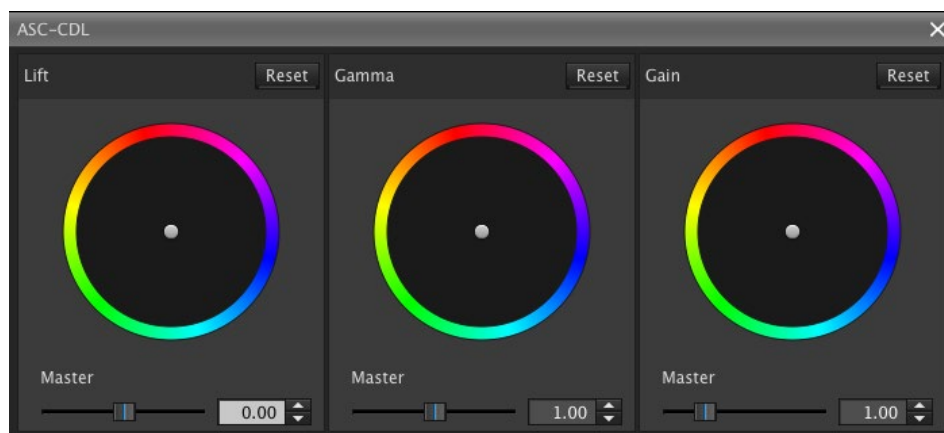 ASC-CDL
Lift Reset Gamma Reset Gain Reset
Master Master Master
0.00 1.00 1.00